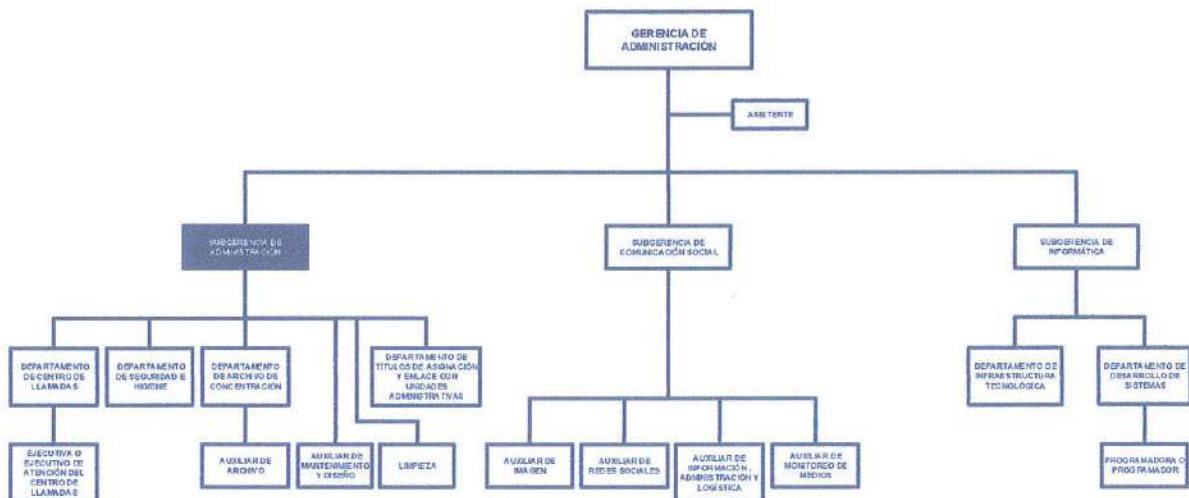 GERENCIA DE
ADMINISTRACIÓN
ASISTENTE
SUBGERENCIA DE
ADMINISTRACIÓN
SUBGERENCIA DE
COMUNICACIÓN SOCIAL
SUBGERENCIA DE
INFORMÁTICA
DEPARTAMENTO
DE CENTRO DE
LLAMADAS
DEPARTAMENTO
DE SEGURIDAD E
HIGIENE
DEPARTAMENTO
DE ARCHIVO DE
CONCENTRACIÓN
DEPARTAMENTO DE
TÍTULOS DE ASIGNACIÓN
Y ENLACE CON
UNIDADES
ADMINISTRATIVAS
DEPARTAMENTO DE
INFRAESTRUCTURA
TECNOLÓGICA
DEPARTAMENTO DE
DESARROLLO DE
SISTEMAS
EJECUTIVA O
EJECUTIVO DE
ATENCIÓN DEL
CENTRO DE
LLAMADAS
AUXILIAR DE
ARCHIVO
AUXILIAR DE
MANTENIMIENTO
Y DISEÑO
LIMPIEZA
AUXILIAR DE
IMAGEN
AUXILIAR DE
REDES SOCIALES
AUXILIAR DE
INFORMACIÓN,
ADMINISTRACIÓN Y
LOGÍSTICA
AUXILIAR DE
MONITOREO DE
MEDIOS
PROGRAMADORA O
PROGRAMADOR